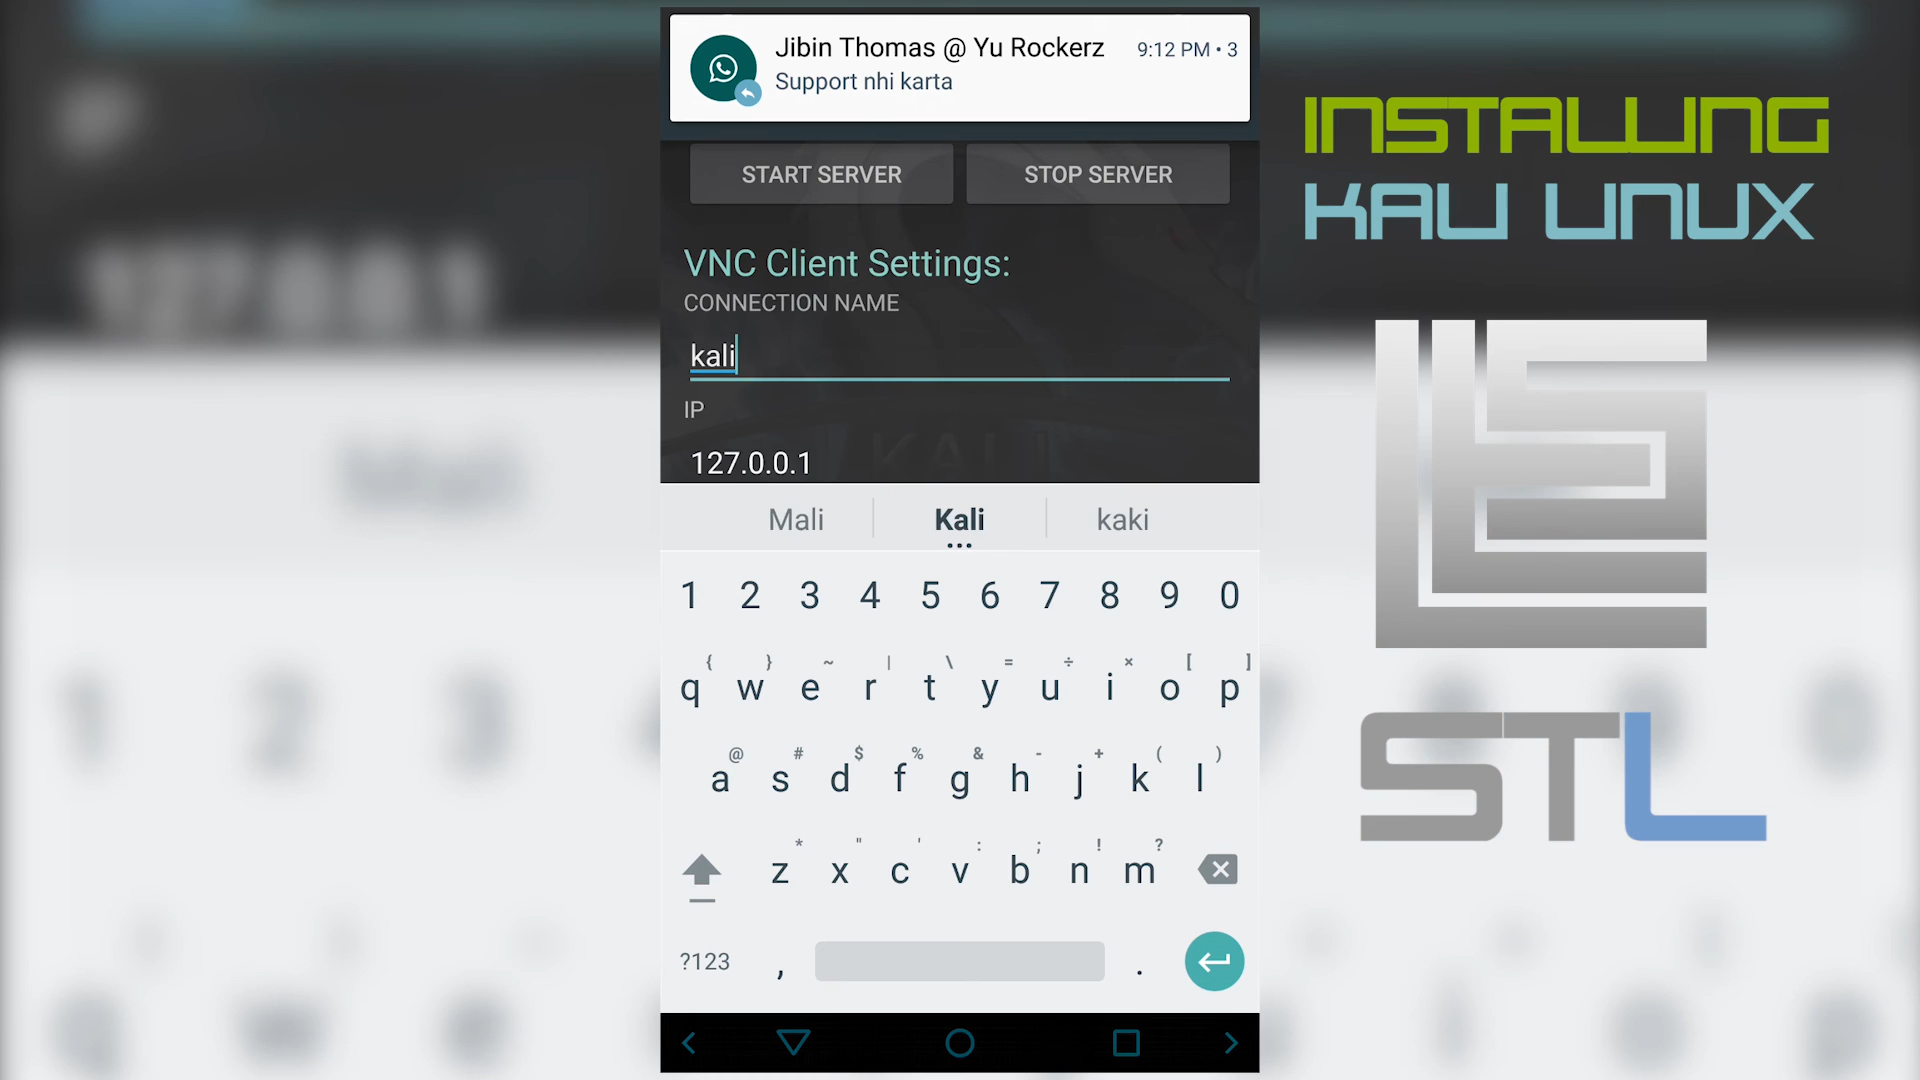 Jibin Thomas @ Yu Rockerz 9:12 PM • 3
Support nhi karta
START SERVER STOP SERVER
VNC Client Settings:
CONNECTION NAME
kali
IP
127.0.0.1
KALI
Mali Kali kaki
1 2 3 4 5 6 7 8 9 0
{ } ~ | \ = ÷ × [ ]
q w e r t y u i o p
@ # $ % & - + ( )
a s d f g h j k l
* " ' : ; ! ?
z x c v b n m
?123 , .
INSTALLING
KALI LINUX
STL